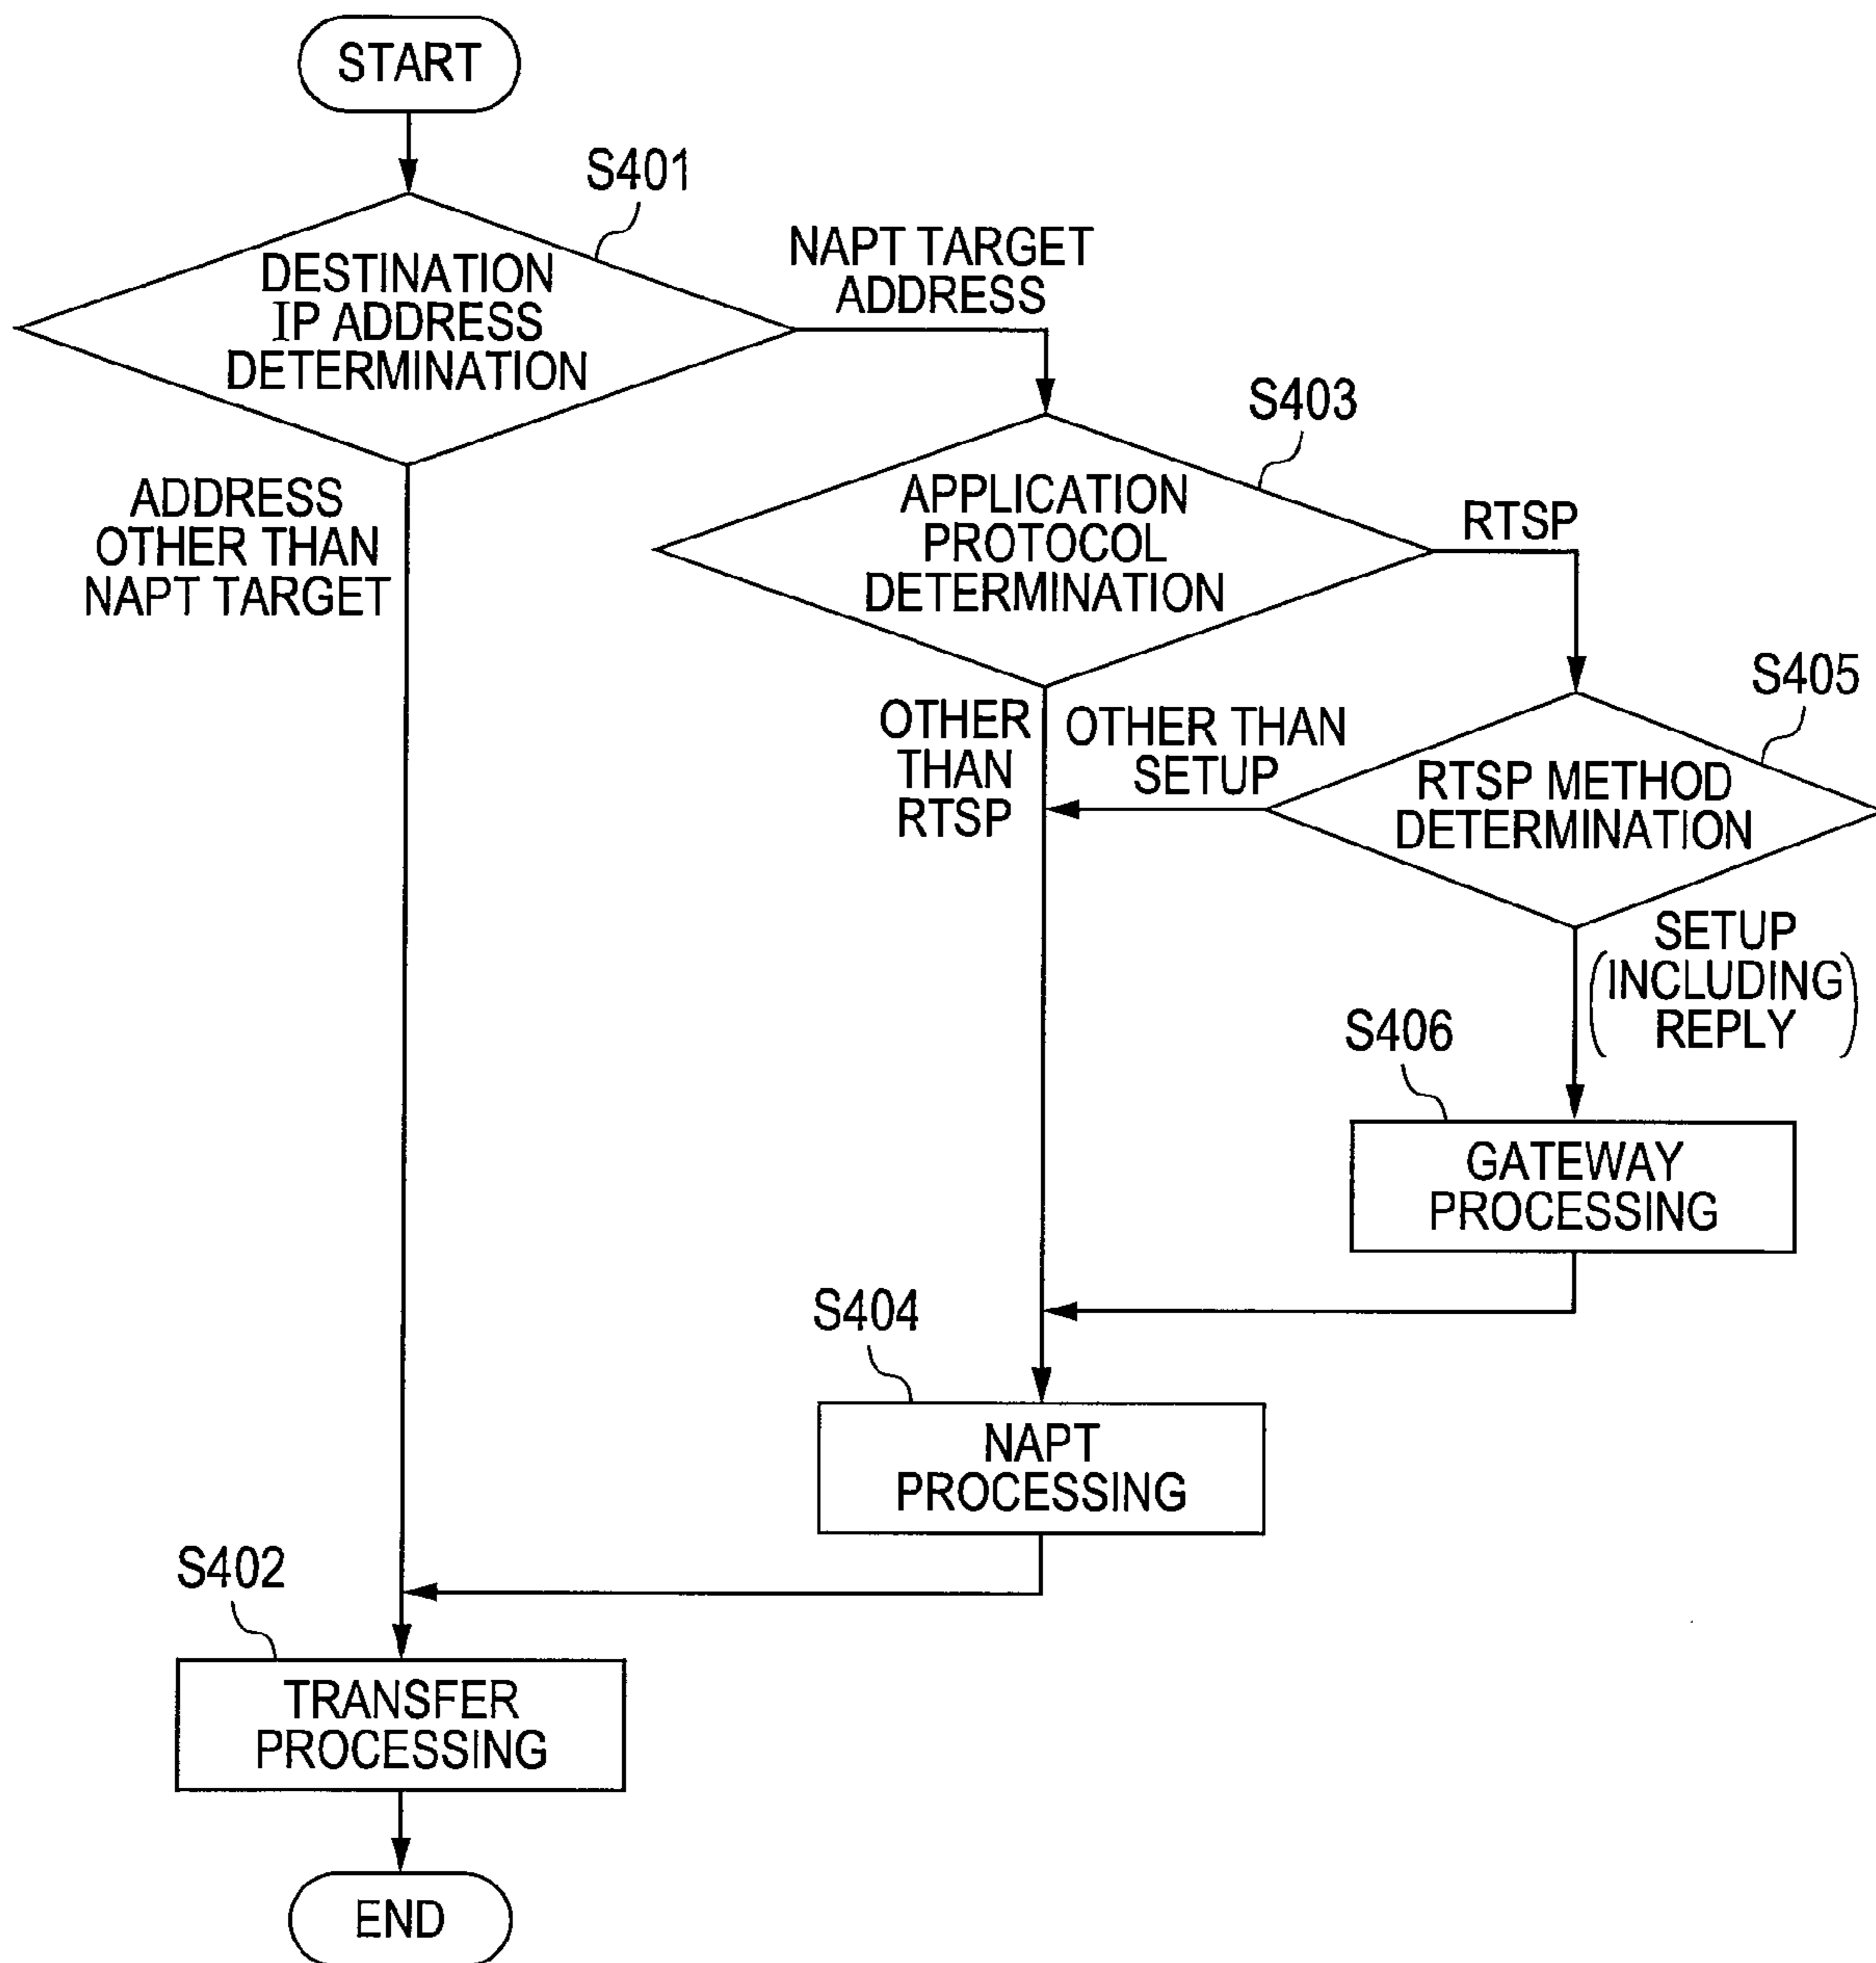 START
S401
DESTINATION
IP ADDRESS
DETERMINATION
NAPT TARGET
ADDRESS
ADDRESS
OTHER THAN
NAPT TARGET
S403
APPLICATION
PROTOCOL
DETERMINATION
RTSP
OTHER
THAN
RTSP
S405
RTSP METHOD
DETERMINATION
OTHER THAN
SETUP
SETUP
(INCLUDING
REPLY)
S406
GATEWAY
PROCESSING
S404
NAPT
PROCESSING
S402
TRANSFER
PROCESSING
END